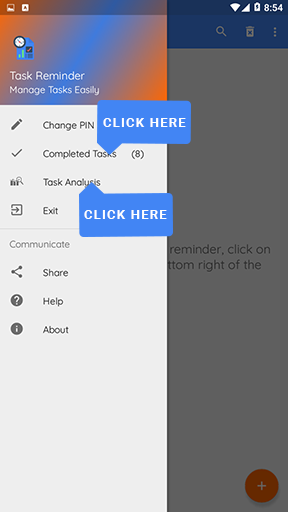 8:54
Task Reminder
Manage Tasks Easily
Change PIN
CLICK HERE
Completed Tasks (8)
Task Analysis
CLICK HERE
Exit
Communicate
reminder, click on
ttom right of the
Share
Help
About